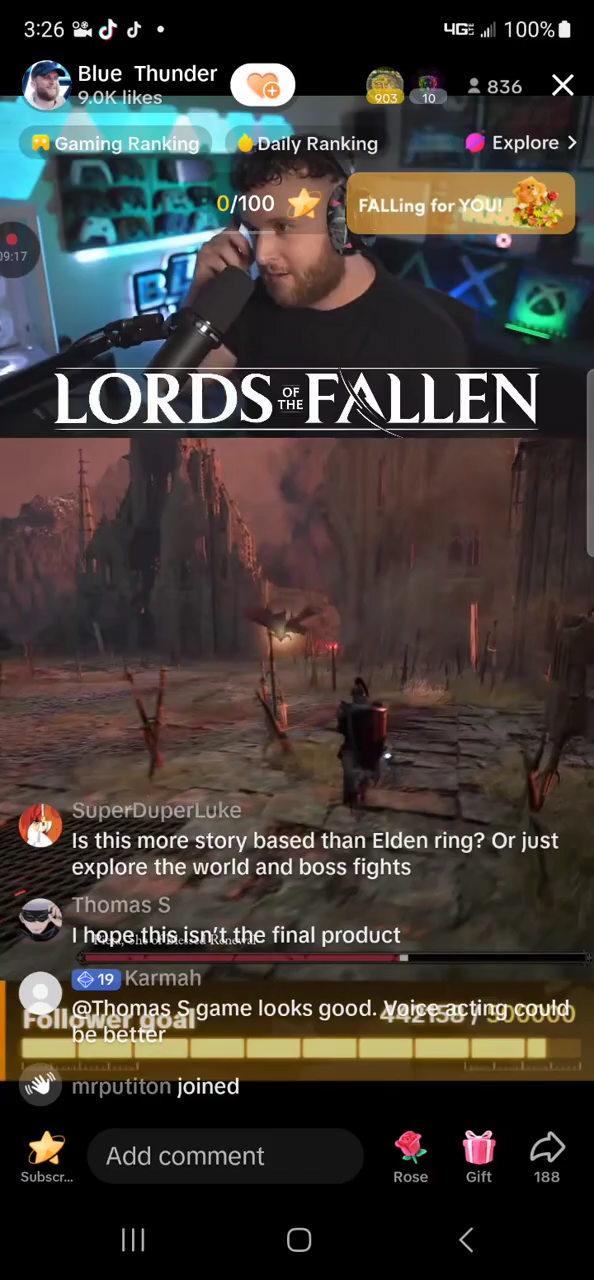 3:26
4G
100%
Blue Thunder
9.0K likes
903
10
836
Gaming Ranking
Daily Ranking
Explore
0/100
FALLing for YOU!
09:17
LORDS OF THE FALLEN
SuperDuperLuke
Is this more story based than Elden ring? Or just
explore the world and boss fights
Thomas S
I hope this isn't the final product
19 Karmah
@Thomas S game looks good. Voice acting could
be better
Follower goal
mrputiton joined
Subscr...
Add comment
Rose
Gift
188